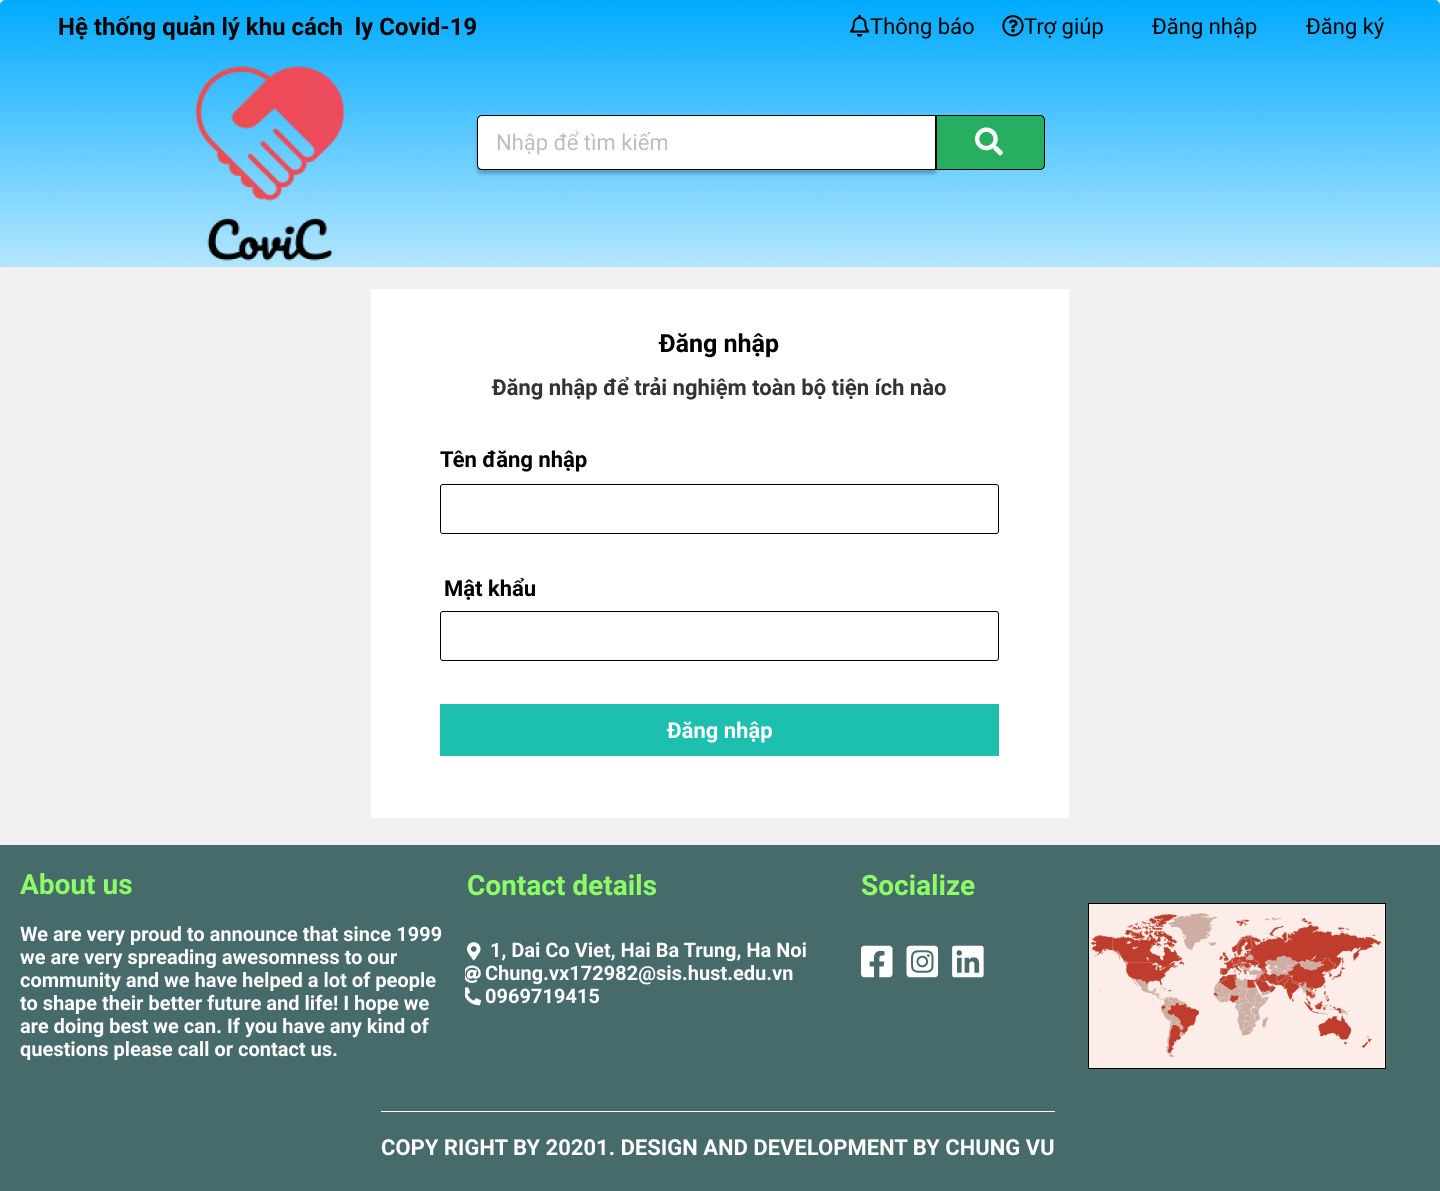 Hệ thống quản lý khu cách  ly Covid-19
Thông báo
Trợ giúp
Đăng nhập
Đăng ký
CoviC
Nhập để tìm kiếm
Đăng nhập
Đăng nhập để trải nghiệm toàn bộ tiện ích nào
Tên đăng nhập
Mật khẩu
Đăng nhập
About us
We are very proud to announce that since 1999
we are very spreading awesomness to our
community and we have helped a lot of people
to shape their better future and life! I hope we
are doing best we can. If you have any kind of
questions please call or contact us.
Contact details
1, Dai Co Viet, Hai Ba Trung, Ha Noi
Chung.vx172982@sis.hust.edu.vn
0969719415
Socialize
COPY RIGHT BY 20201. DESIGN AND DEVELOPMENT BY CHUNG VU